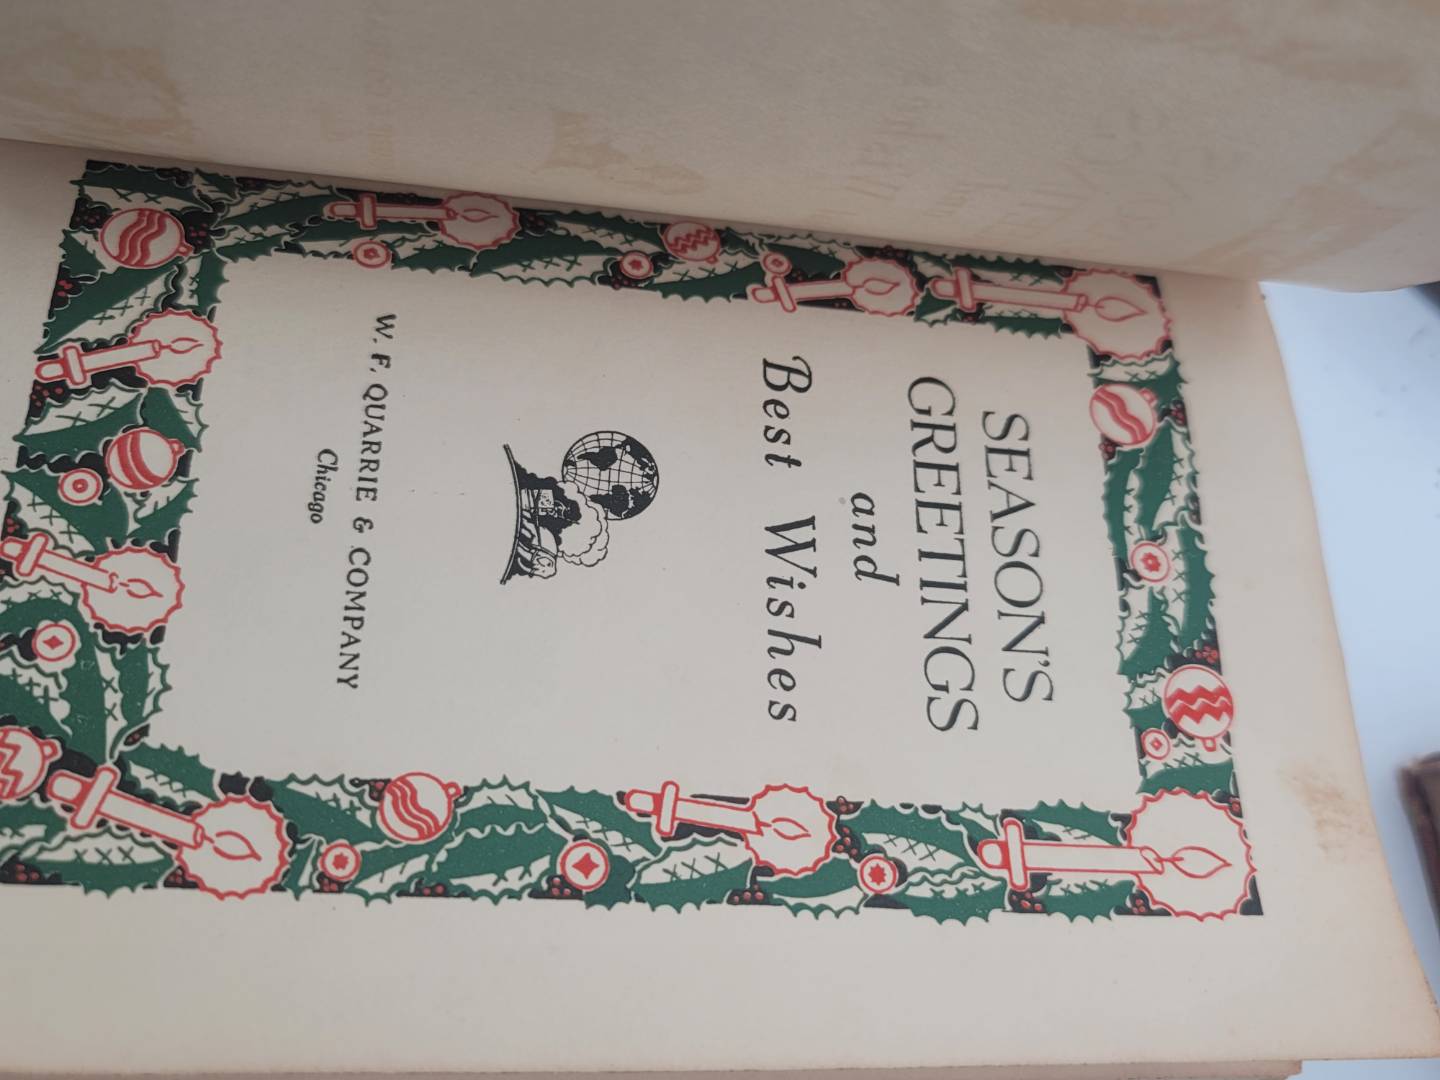 SEASON'S
GREETINGS
and
Best Wishes
W. F. QUARRIE & COMPANY
Chicago